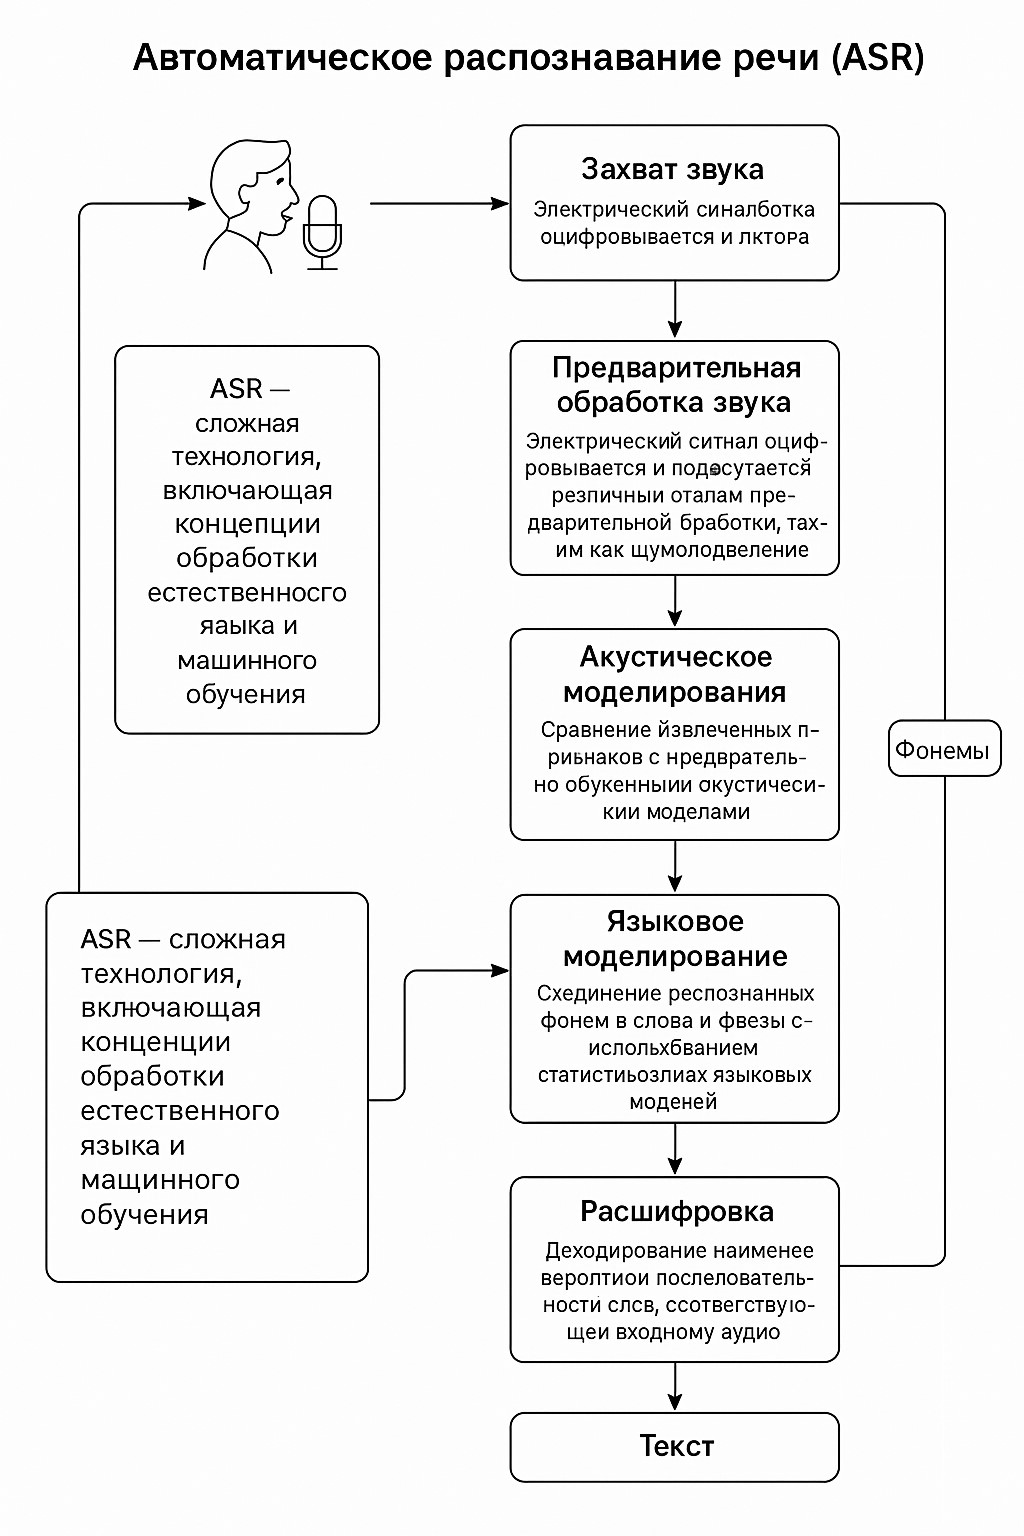 Автоматическое распознавание речи (ASR)
Захват звука
Электрический синалботка
оцифровывается и лктора
ASR —
сложная
технология,
включающая
концепции
обработки
естественносго
яаыка и
машинного
обучения
Предварительная
обработка звука
Электрический ситнал оциф-
ровывается и подвсутается
резпичныи оталам пре-
дварительной бработки, тах-
им как щумолодвеление
Акустическое
моделирования
Сравнение йзвлеченных п-
рињнаков с нредвратель-
но обукенныии окустичеси-
кии моделами
Фонемы
ASR — сложная
технология,
включающая
конценции
обработки
естественного
языка и
мащинного
обучения
Языковое
моделирование
Схединение респознанных
фонем в слова и фвезы с-
испольхбванием
статистиьозлиах языковых
моденей
Расшифровка
Деходирование наименее
веролтиои послелователь-
ности слсв, ссотвегствую-
щеи входному аудио
Текст